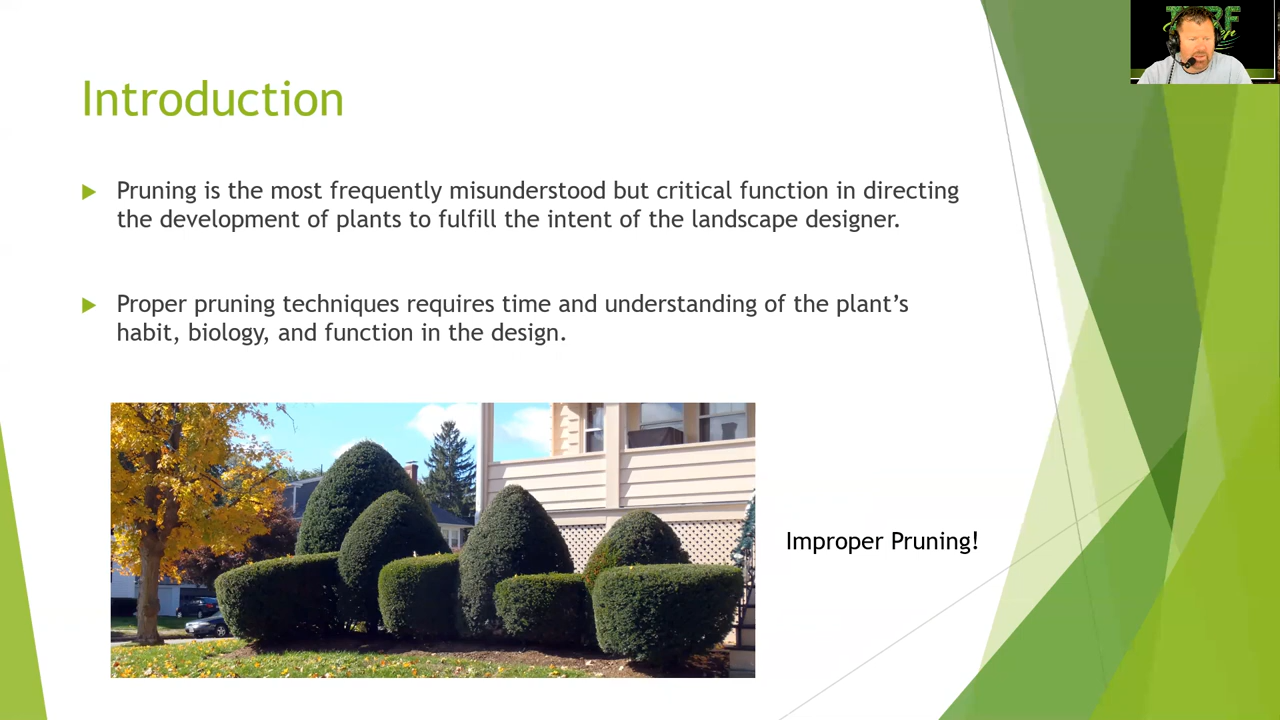 Introduction
Pruning is the most frequently misunderstood but critical function in directing
the development of plants to fulfill the intent of the landscape designer.
Proper pruning techniques requires time and understanding of the plant's
habit, biology, and function in the design.
Improper Pruning!